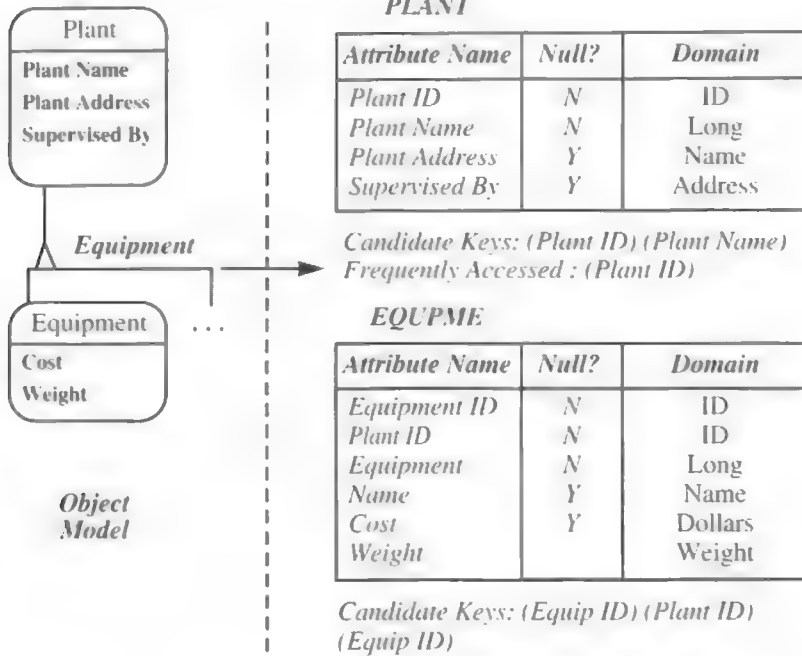 Plant
Plant Name
Plant Address
Supervised By
Equipment
Equipment
...
Cost
Weight
Object
Model
PLANT
Attribute Name Null? Domain
Plant ID N ID
Plant Name N Long
Plant Address Y Name
Supervised By Y Address
Candidate Keys: (Plant ID) (Plant Name)
Frequently Accessed : (Plant ID)
EQUPME
Attribute Name Null? Domain
Equipment ID N ID
Plant ID N ID
Equipment N Long
Name Y Name
Cost Y Dollars
Weight Weight
Candidate Keys: (Equip ID) (Plant ID)
(Equip ID)